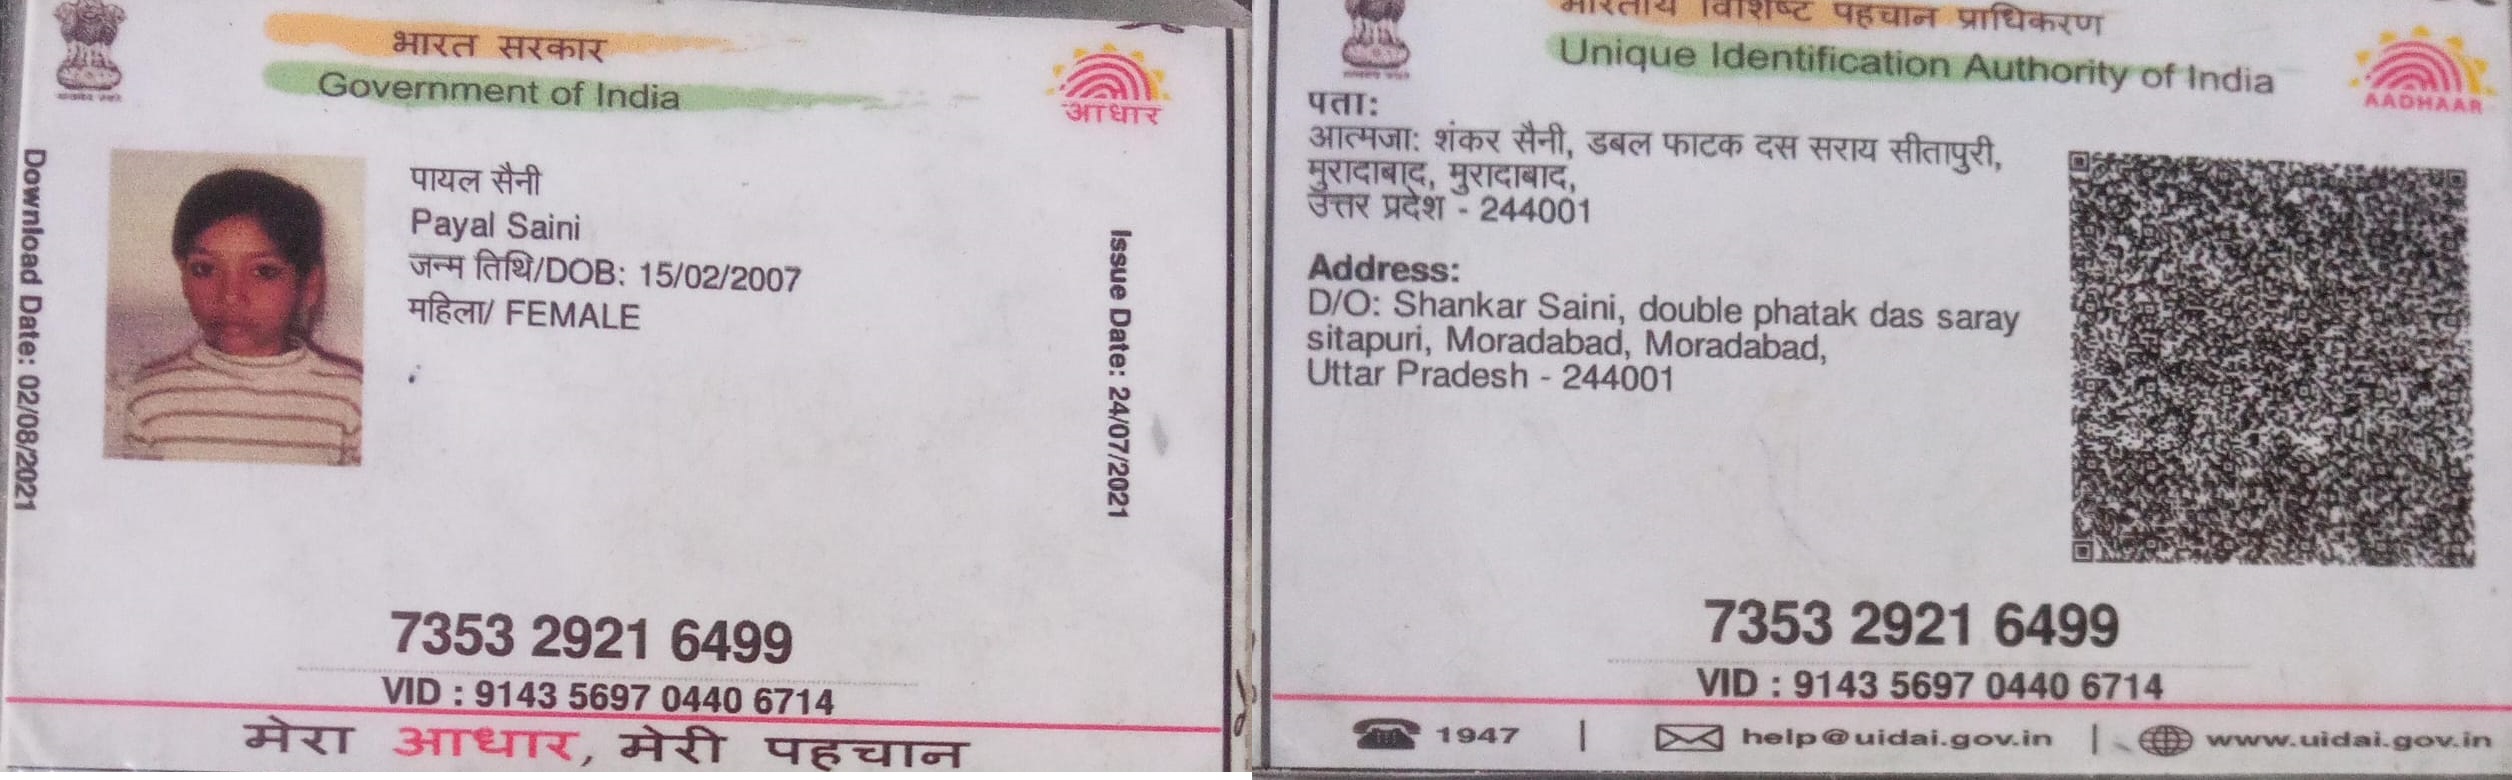 भारत सरकार
Government of India
आधार
Download Date: 02/08/2021
पायल सैनी
Payal Saini
जन्म तिथि/DOB: 15/02/2007
महिला/ FEMALE
Issue Date: 24/07/2021
7353 2921 6499
VID : 9143 5697 0440 6714
मेरा आधार, मेरी पहचान
भारतीय विशिष्ट पहचान प्राधिकरण
Unique Identification Authority of India
AADHAAR
पता:
आत्मजा: शंकर सैनी, डबल फाटक दस सराय सीतापुरी,
मुरादाबाद, मुरादाबाद,
उत्तर प्रदेश - 244001
Address:
D/O: Shankar Saini, double phatak das saray
sitapuri, Moradabad, Moradabad,
Uttar Pradesh - 244001
7353 2921 6499
VID : 9143 5697 0440 6714
1947 | help@uidai.gov.in | www.uidai.gov.in